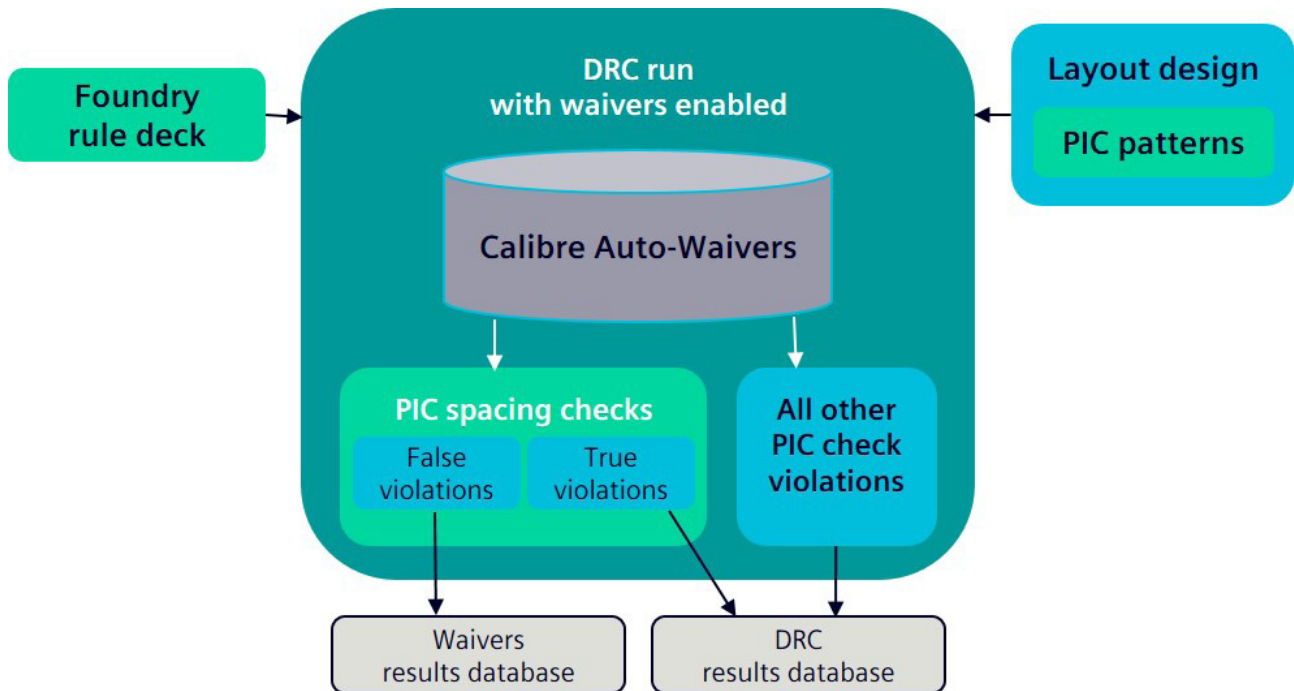 DRC run
with waivers enabled
Foundry
rule deck
Layout design
PIC patterns
Calibre Auto-Waivers
PIC spacing checks
False
violations
True
violations
All other
PIC check
violations
Waivers
results database
DRC
results database